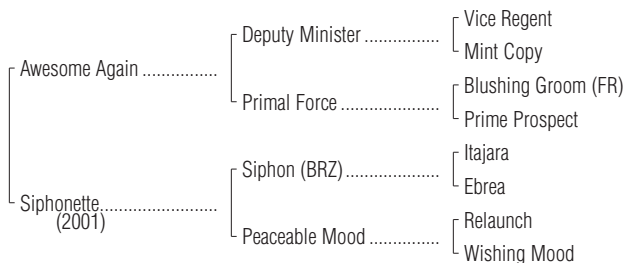 Vice Regent
Deputy Minister ................
Mint Copy
Awesome Again ................
Blushing Groom (FR)
Primal Force .....................
Prime Prospect
Itajara
Siphon (BRZ)....................
Ebrea
Siphonette.........................
(2001)
Relaunch
Peaceable Mood ...............
Wishing Mood